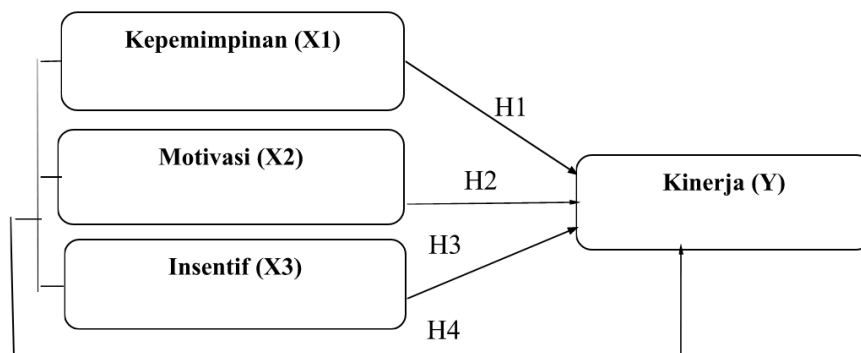 Kepemimpinan (X1)
H1
Motivasi (X2)
H2
Kinerja (Y)
H3
Insentif (X3)
H4